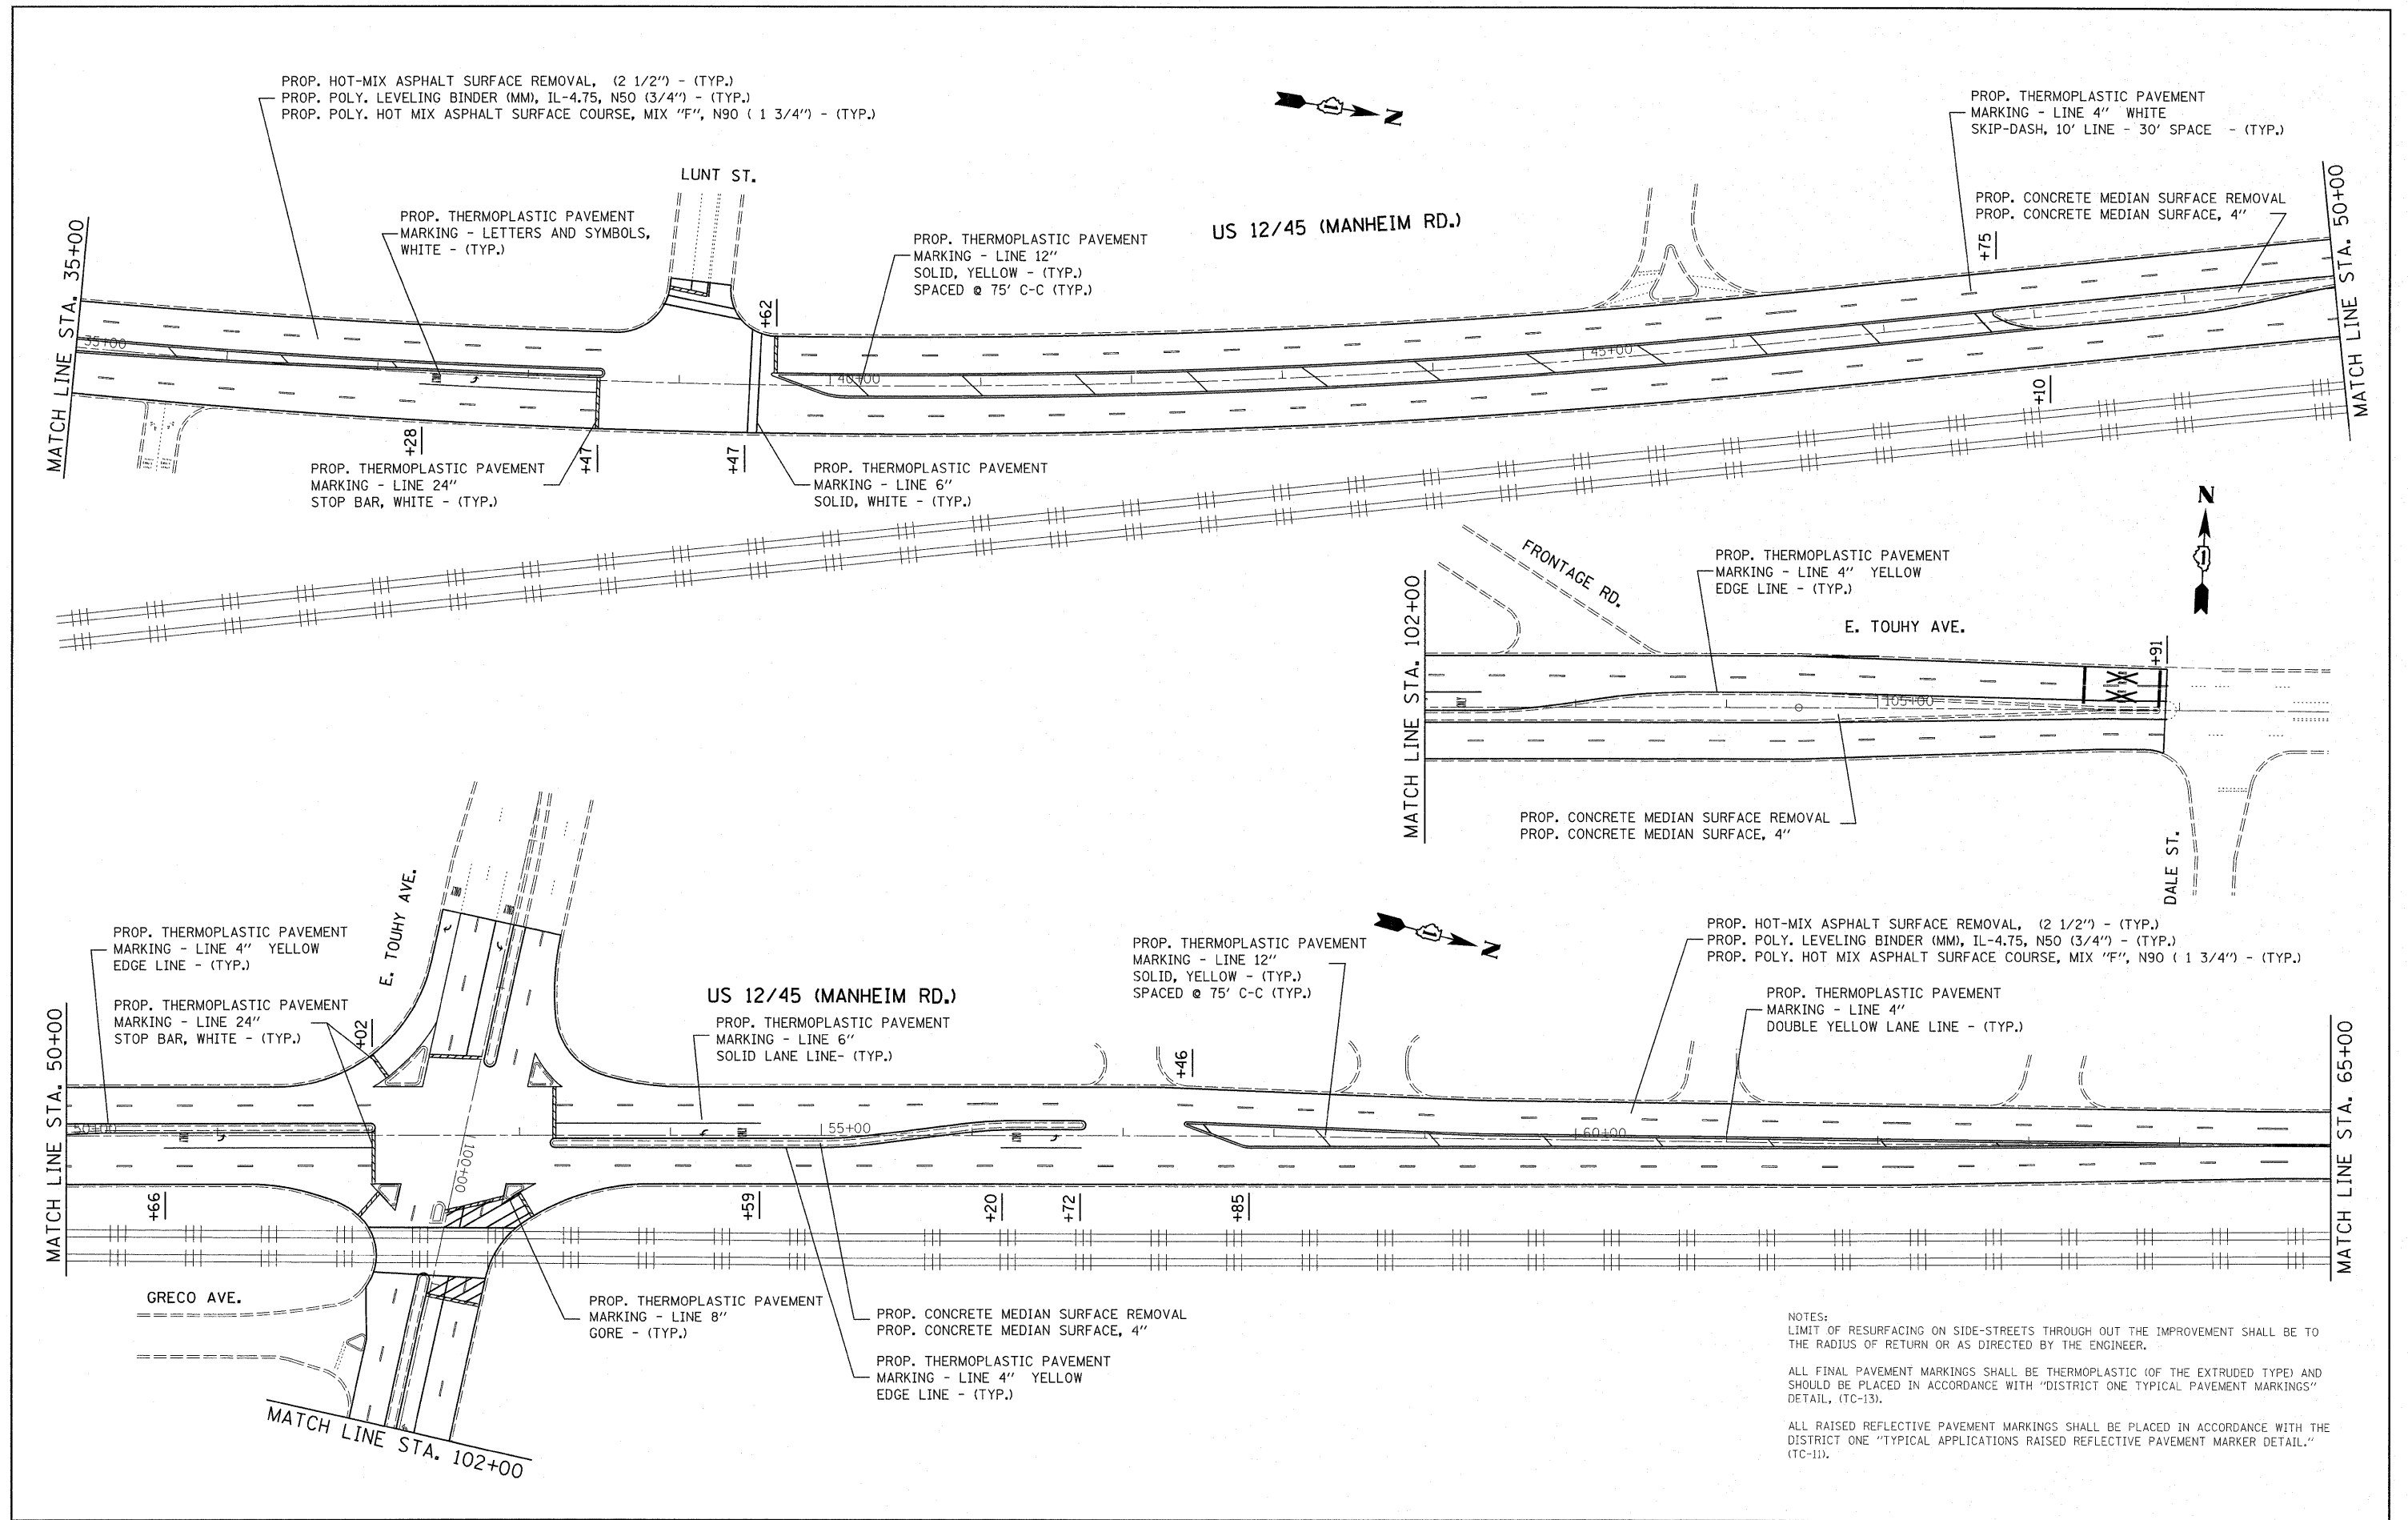 PROP. HOT-MIX ASPHALT SURFACE REMOVAL, (2 1/2") - (TYP.)
PROP. POLY. LEVELING BINDER (MM), IL-4.75, N50 (3/4") - (TYP.)
PROP. POLY. HOT MIX ASPHALT SURFACE COURSE, MIX "F", N90 ( 1 3/4") - (TYP.)
N
PROP. THERMOPLASTIC PAVEMENT
MARKING - LINE 4" WHITE
SKIP-DASH, 10' LINE - 30' SPACE - (TYP.)
LUNT ST.
PROP. THERMOPLASTIC PAVEMENT
MARKING - LETTERS AND SYMBOLS,
WHITE - (TYP.)
PROP. THERMOPLASTIC PAVEMENT
MARKING - LINE 12"
SOLID, YELLOW - (TYP.)
SPACED @ 75' C-C (TYP.)
US 12/45 (MANHEIM RD.)
PROP. CONCRETE MEDIAN SURFACE REMOVAL
PROP. CONCRETE MEDIAN SURFACE, 4"
MATCH LINE STA. 35+00
MATCH LINE STA. 50+00
+62
+75
35+00
40+00
45+00
+28
+47
+47
+10
PROP. THERMOPLASTIC PAVEMENT
MARKING - LINE 24"
STOP BAR, WHITE - (TYP.)
PROP. THERMOPLASTIC PAVEMENT
MARKING - LINE 6"
SOLID, WHITE - (TYP.)
N
1
FRONTAGE RD.
PROP. THERMOPLASTIC PAVEMENT
MARKING - LINE 4" YELLOW
EDGE LINE - (TYP.)
E. TOUHY AVE.
MATCH LINE STA. 102+00
+91
105+00
PROP. CONCRETE MEDIAN SURFACE REMOVAL
PROP. CONCRETE MEDIAN SURFACE, 4"
DALE ST.
E. TOUHY AVE.
PROP. THERMOPLASTIC PAVEMENT
MARKING - LINE 4" YELLOW
EDGE LINE - (TYP.)
PROP. THERMOPLASTIC PAVEMENT
MARKING - LINE 24"
STOP BAR, WHITE - (TYP.)
+02
US 12/45 (MANHEIM RD.)
PROP. THERMOPLASTIC PAVEMENT
MARKING - LINE 6"
SOLID LANE LINE- (TYP.)
N
PROP. THERMOPLASTIC PAVEMENT
MARKING - LINE 12"
SOLID, YELLOW - (TYP.)
SPACED @ 75' C-C (TYP.)
+46
PROP. HOT-MIX ASPHALT SURFACE REMOVAL, (2 1/2") - (TYP.)
PROP. POLY. LEVELING BINDER (MM), IL-4.75, N50 (3/4") - (TYP.)
PROP. POLY. HOT MIX ASPHALT SURFACE COURSE, MIX "F", N90 ( 1 3/4") - (TYP.)
PROP. THERMOPLASTIC PAVEMENT
MARKING - LINE 4"
DOUBLE YELLOW LANE LINE - (TYP.)
MATCH LINE STA. 50+00
MATCH LINE STA. 65+00
50+00
55+00
60+00
100+00
+66
+59
+20
+72
+85
GRECO AVE.
PROP. THERMOPLASTIC PAVEMENT
MARKING - LINE 8"
GORE - (TYP.)
PROP. CONCRETE MEDIAN SURFACE REMOVAL
PROP. CONCRETE MEDIAN SURFACE, 4"
PROP. THERMOPLASTIC PAVEMENT
MARKING - LINE 4" YELLOW
EDGE LINE - (TYP.)
MATCH LINE STA. 102+00
NOTES:
LIMIT OF RESURFACING ON SIDE-STREETS THROUGH OUT THE IMPROVEMENT SHALL BE TO
THE RADIUS OF RETURN OR AS DIRECTED BY THE ENGINEER.
ALL FINAL PAVEMENT MARKINGS SHALL BE THERMOPLASTIC (OF THE EXTRUDED TYPE) AND
SHOULD BE PLACED IN ACCORDANCE WITH "DISTRICT ONE TYPICAL PAVEMENT MARKINGS"
DETAIL, (TC-13).
ALL RAISED REFLECTIVE PAVEMENT MARKINGS SHALL BE PLACED IN ACCORDANCE WITH THE
DISTRICT ONE "TYPICAL APPLICATIONS RAISED REFLECTIVE PAVEMENT MARKER DETAIL."
(TC-11).